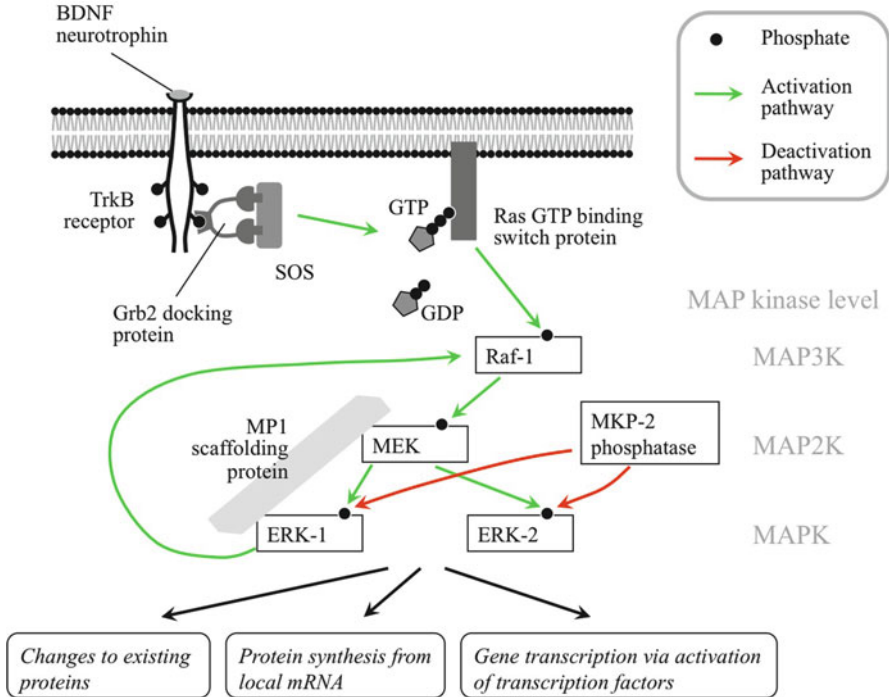 BDNF
neurotrophin
Phosphate
Activation
pathway
Deactivation
pathway
TrkB
receptor
GTP
Ras GTP binding
switch protein
SOS
Grb2 docking
protein
GDP
MAP kinase level
Raf-1
MAP3K
MP1
scaffolding
protein
MEK
MKP-2
phosphatase
MAP2K
ERK-1
ERK-2
MAPK
Changes to existing
proteins
Protein synthesis from
local mRNA
Gene transcription via activation
of transcription factors